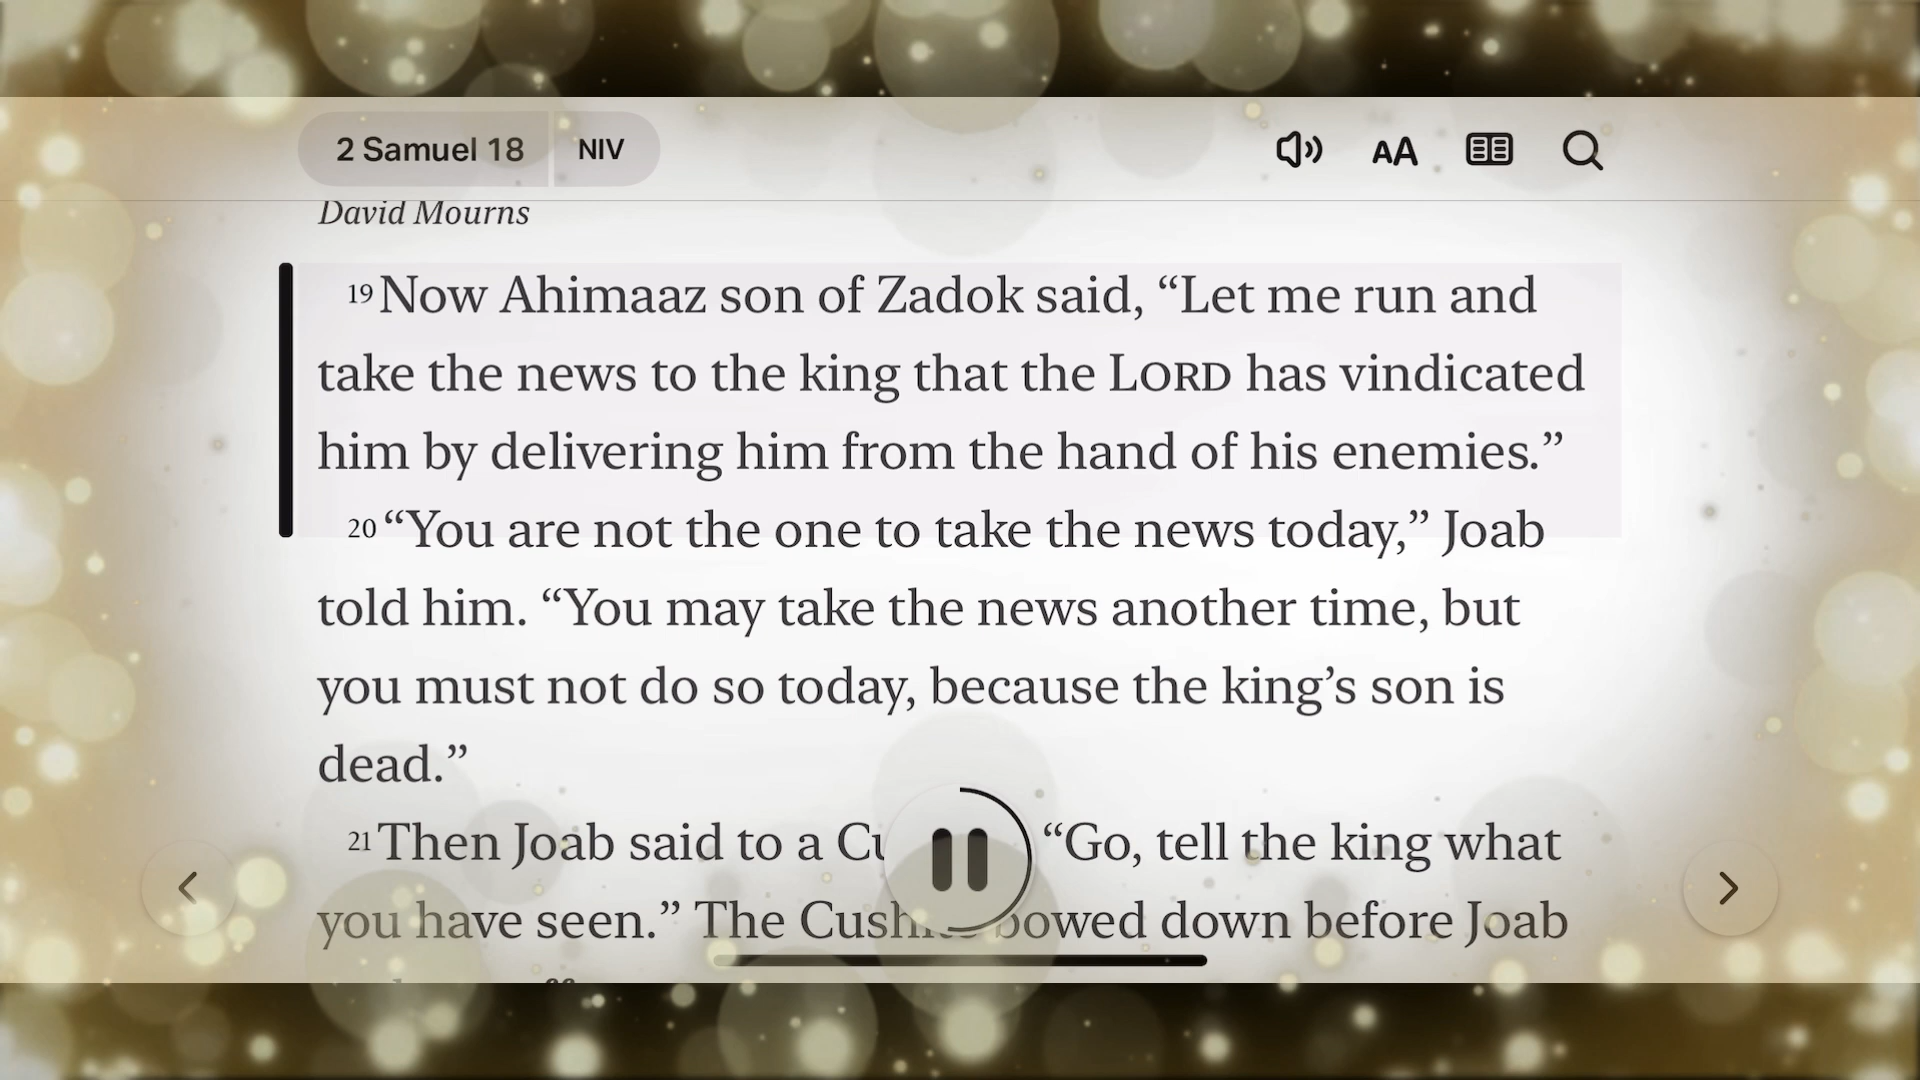 2 Samuel 18 NIV AA
David Mourns
19 Now Ahimaaz son of Zadok said, “Let me run and
take the news to the king that the LORD has vindicated
him by delivering him from the hand of his enemies.”
20 “You are not the one to take the news today,” Joab
told him. “You may take the news another time, but
you must not do so today, because the king’s son is
dead.”
21 Then Joab said to a “Go, tell the king what
you have seen.” The bowed down before Joab